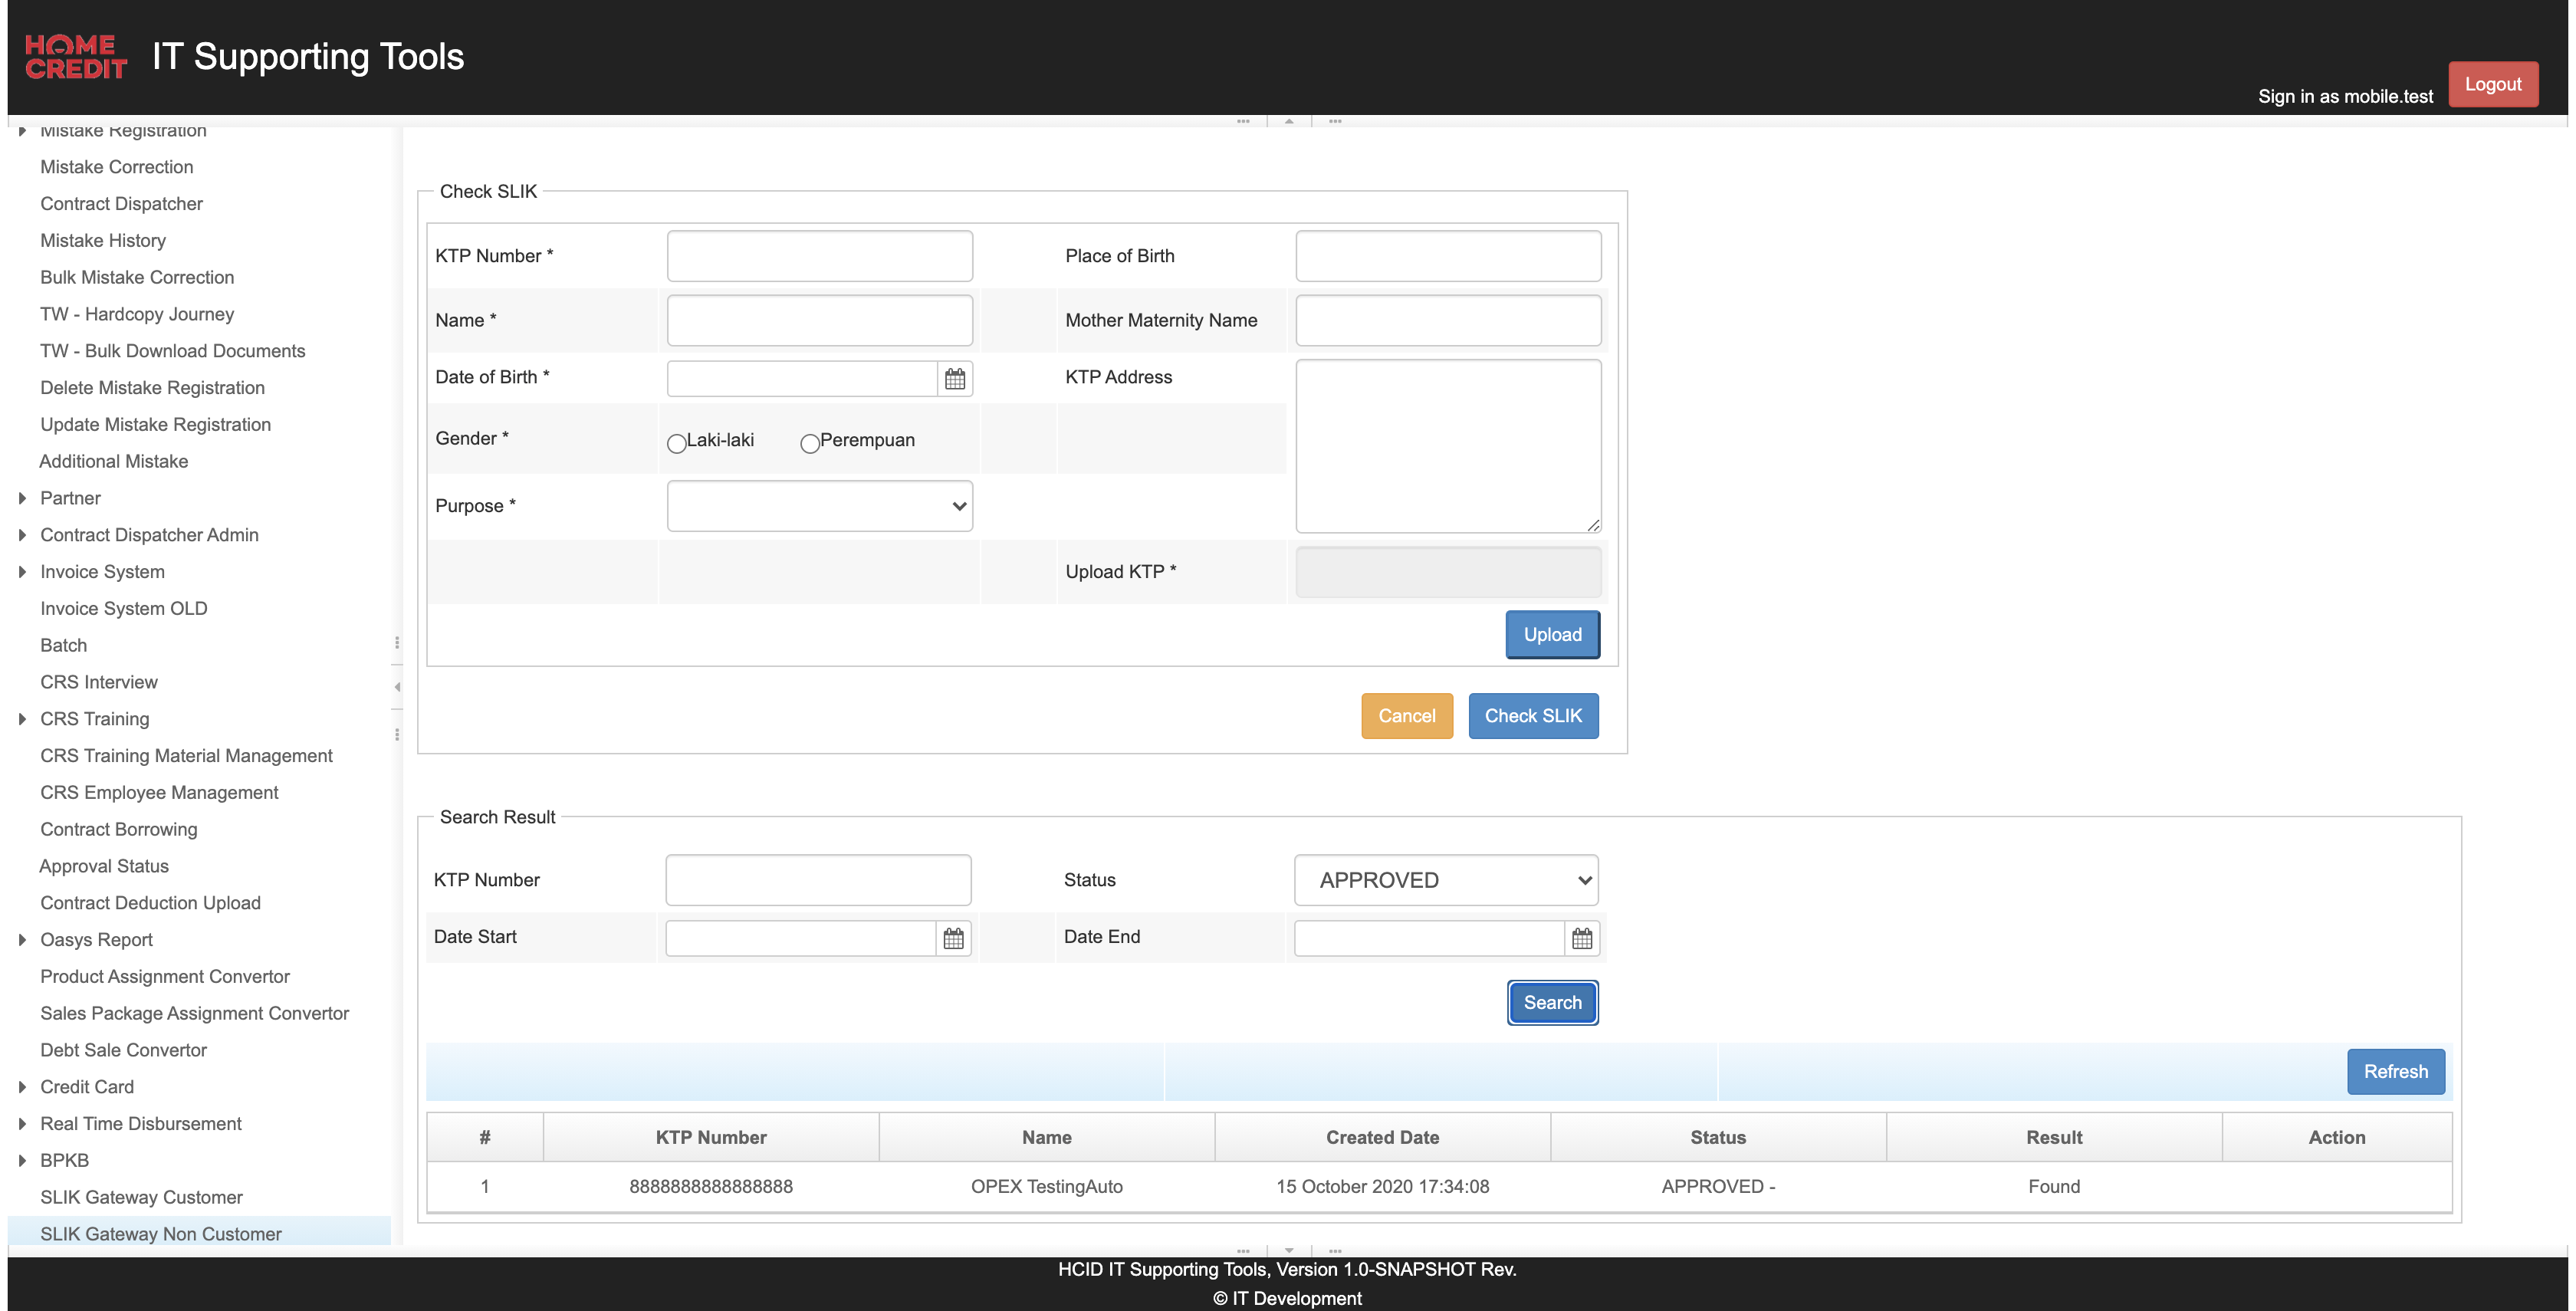 HOME
CREDIT
IT Supporting Tools
Sign in as mobile.test
Logout
Mistake Registration
Mistake Correction
Contract Dispatcher
Mistake History
Bulk Mistake Correction
TW - Hardcopy Journey
TW - Bulk Download Documents
Delete Mistake Registration
Update Mistake Registration
Additional Mistake
Partner
Contract Dispatcher Admin
Invoice System
Invoice System OLD
Batch
CRS Interview
CRS Training
CRS Training Material Management
CRS Employee Management
Contract Borrowing
Approval Status
Contract Deduction Upload
Oasys Report
Product Assignment Convertor
Sales Package Assignment Convertor
Debt Sale Convertor
Credit Card
Real Time Disbursement
BPKB
SLIK Gateway Customer
SLIK Gateway Non Customer
Check SLIK
KTP Number * Place of Birth
Name * Mother Maternity Name
Date of Birth * KTP Address
Gender * Laki-laki Perempuan
Purpose *
Upload KTP *
Upload
Cancel Check SLIK
Search Result
KTP Number Status APPROVED
Date Start Date End
Search
Refresh
# KTP Number Name Created Date Status Result Action
1 8888888888888888 OPEX TestingAuto 15 October 2020 17:34:08 APPROVED - Found
HCID IT Supporting Tools, Version 1.0-SNAPSHOT Rev.
© IT Development